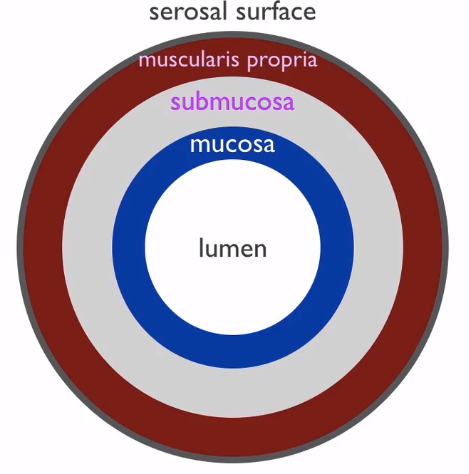 serosal surface
muscularis propria
submucosa
mucosa
lumen